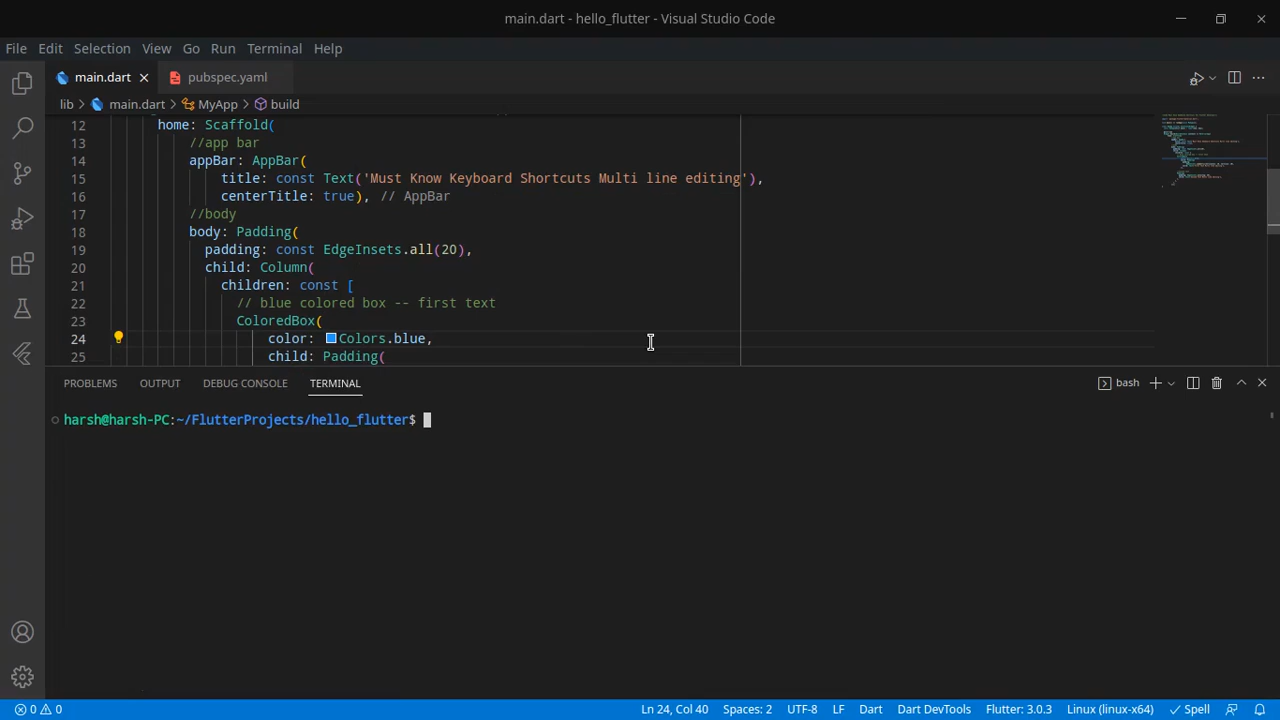 main.dart - hello_flutter - Visual Studio Code
File Edit Selection View Go Run Terminal Help
main.dart pubspec.yaml
lib > main.dart > MyApp > build
12 home: Scaffold(
13 //app bar
14 appBar: AppBar(
15 title: const Text('Must Know Keyboard Shortcuts Multi line editing'),
16 centerTitle: true), // AppBar
17 //body
18 body: Padding(
19 padding: const EdgeInsets.all(20),
20 child: Column(
21 children: const [
22 // blue colored box -- first text
23 ColoredBox(
24 color: Colors.blue,
25 child: Padding(
PROBLEMS OUTPUT DEBUG CONSOLE TERMINAL bash
harsh@harsh-PC:~/FlutterProjects/hello_flutter$
0 0 Ln 24, Col 40 Spaces: 2 UTF-8 LF Dart Dart DevTools Flutter: 3.0.3 Linux (linux-x64) Spell